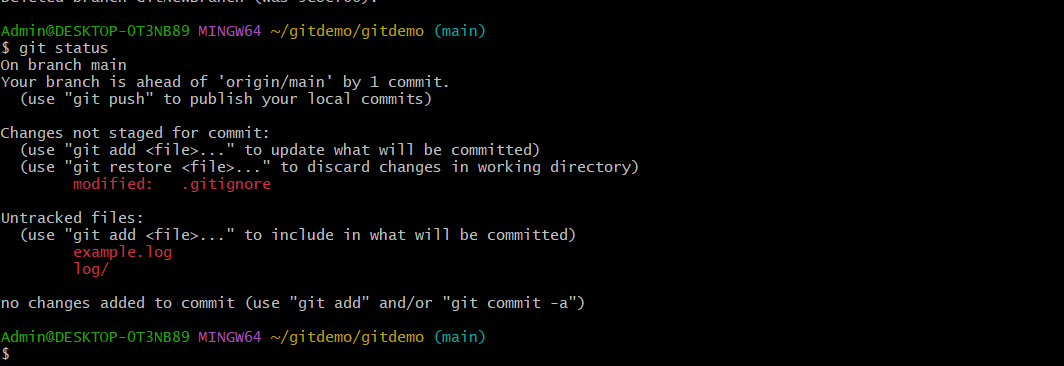 Admin@DESKTOP-OT3NB89 MINGW64 ~/gitdemo/gitdemo (main)
$ git status
On branch main
Your branch is ahead of 'origin/main' by 1 commit.
  (use "git push" to publish your local commits)

Changes not staged for commit:
  (use "git add <file>..." to update what will be committed)
  (use "git restore <file>..." to discard changes in working directory)
        modified:   .gitignore

Untracked files:
  (use "git add <file>..." to include in what will be committed)
        example.log
        log/

no changes added to commit (use "git add" and/or "git commit -a")

Admin@DESKTOP-OT3NB89 MINGW64 ~/gitdemo/gitdemo (main)
$